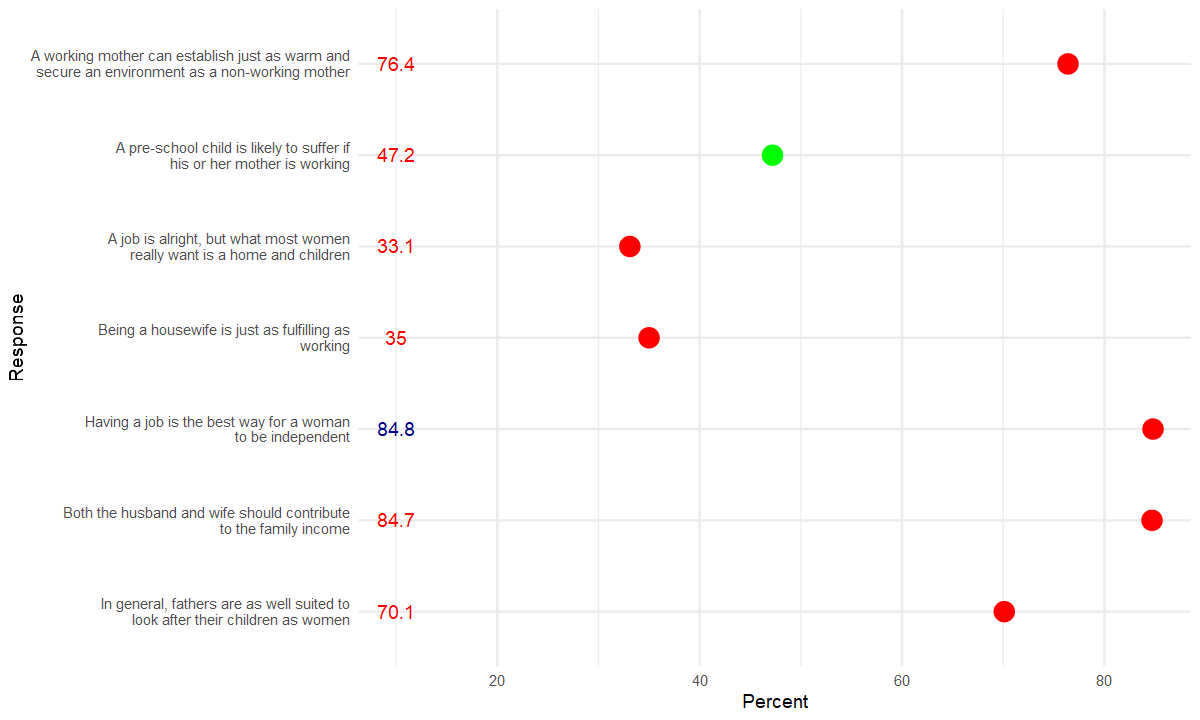 A working mother can establish just as warm and
secure an environment as a non-working mother
76.4
A pre-school child is likely to suffer if
his or her mother is working
47.2
A job is alright, but what most women
really want is a home and children
33.1
Being a housewife is just as fulfilling as
working
35
Having a job is the best way for a woman
to be independent
84.8
Both the husband and wife should contribute
to the family income
84.7
In general, fathers are as well suited to
look after their children as women
70.1
Response
20 40 60 80
Percent